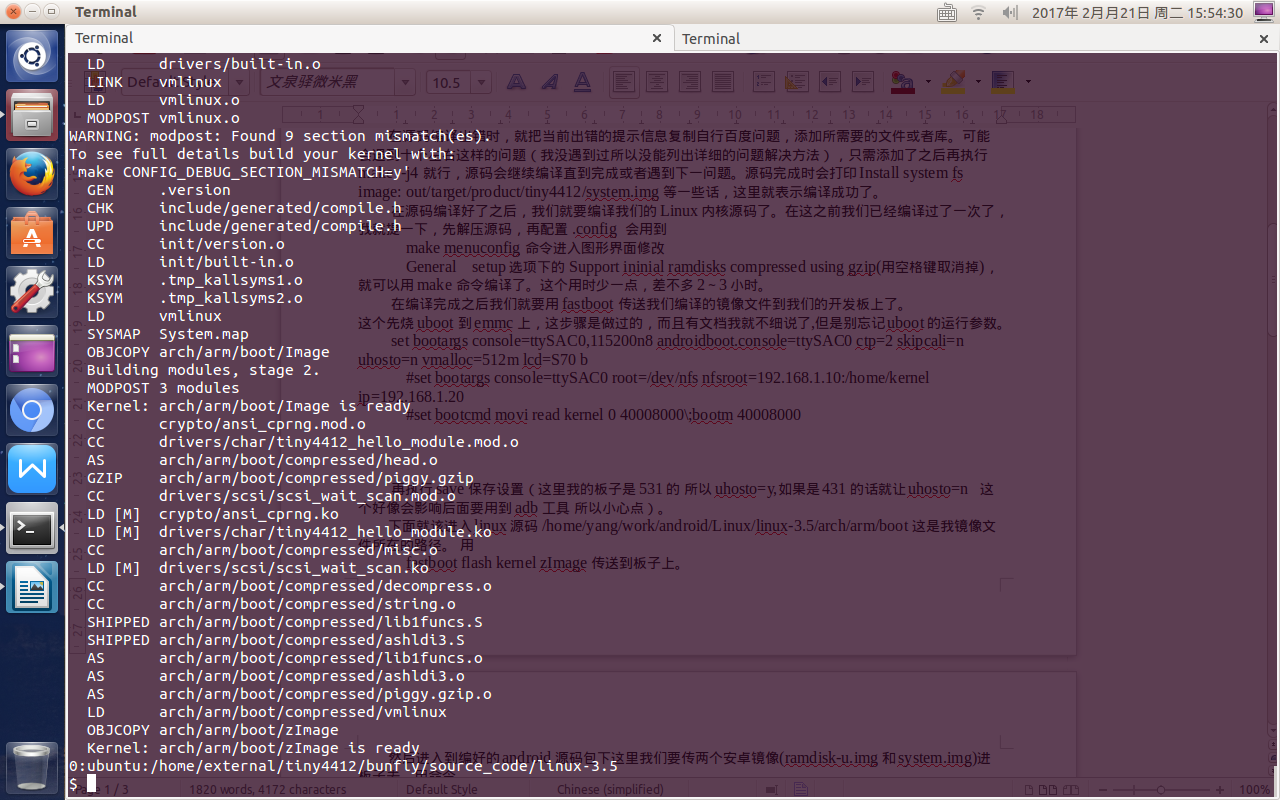 Terminal
2017年 2月21日 周二 15:54:30
Terminal
Terminal
LD drivers/built-in.o
LINK vmlinux
LD vmlinux.o
MODPOST vmlinux.o
WARNING: modpost: Found 9 section mismatch(es).
To see full details build your kernel with:
'make CONFIG_DEBUG_SECTION_MISMATCH=y'
GEN .version
CHK include/generated/compile.h
UPD include/generated/compile.h
CC init/version.o
LD init/built-in.o
KSYM .tmp_kallsyms1.o
KSYM .tmp_kallsyms2.o
LD vmlinux
SYSMAP System.map
OBJCOPY arch/arm/boot/Image
Building modules, stage 2.
MODPOST 3 modules
Kernel: arch/arm/boot/Image is ready
CC crypto/ansi_cprng.mod.o
CC drivers/char/tiny4412_hello_module.mod.o
AS arch/arm/boot/compressed/head.o
GZIP arch/arm/boot/compressed/piggy.gzip
CC drivers/scsi/scsi_wait_scan.mod.o
LD [M] crypto/ansi_cprng.ko
LD [M] drivers/char/tiny4412_hello_module.ko
CC arch/arm/boot/compressed/misc.o
LD [M] drivers/scsi/scsi_wait_scan.ko
CC arch/arm/boot/compressed/decompress.o
CC arch/arm/boot/compressed/string.o
SHIPPED arch/arm/boot/compressed/lib1funcs.S
SHIPPED arch/arm/boot/compressed/ashldi3.S
AS arch/arm/boot/compressed/lib1funcs.o
AS arch/arm/boot/compressed/ashldi3.o
AS arch/arm/boot/compressed/piggy.gzip.o
LD arch/arm/boot/compressed/vmlinux
OBJCOPY arch/arm/boot/zImage
Kernel: arch/arm/boot/zImage is ready
0:ubuntu:/home/external/tiny4412/bunfly/source_code/linux-3.5
$
文泉驿微米黑
10.5
时，就把当前出错的提示信息复制自行百度问题，添加所需要的文件或者库。可能
这样的问题（我没遇到过所以没能列出详细的问题解决方法），只需添加了之后再执行
j4 就行，源码会继续编译直到完成或者遇到下一问题。源码完成时会打印Install system fs
image: out/target/product/tiny4412/system.img 等一些话，这里就表示编译成功了。
源码编译好了之后，我们就要编译我们的 Linux 内核源码了。在这之前我们已经编译过了一次了，
一下，先解压源码，再配置 .config 会用到
make menuconfig 命令进入图形界面修改
General setup 选项下的 Support ininial ramdisks compressed using gzip(用空格键取消掉)，
就可以用 make 命令编译了。这个用时少一点，差不多 2 ~ 3 小时。
在编译完成之后我们就要用 fastboot 传送我们编译的镜像文件到我们的开发板上了。
这个先烧 uboot 到 emmc 上，这步骤是做过的，而且有文档我就不细说了,但是别忘记 uboot 的运行参数。
set bootargs console=ttySAC0,115200n8 androidboot.console=ttySAC0 ctp=2 skipcali=n
uhosto=n vmalloc=512m lcd=S70 b
#set bootargs console=ttySAC0 root=/dev/nfs nfsroot=192.168.1.10:/home/kernel
ip=192.168.1.20
#set bootcmd movi read kernel 0 40008000\;bootm 40008000
再执行 save 保存设置（这里我的板子是 531 的 所以 uhosto=y,如果是 431 的话就让 uhosto=n 这
个好像会影响后面要用到 adb 工具 所以小心点）。
下面就该进入 linux 源码 /home/yang/work/android/Linux/linux-3.5/arch/arm/boot 这是我镜像文
件所在的路径。 用
fastboot flash kernel zImage 传送到板子上。
然后进入到编好的 android 源码包下这里我们要传两个安卓镜像(ramdisk-u.img 和 system.img)进
Page 1 / 3
1820 words, 4172 characters
Default Style
Chinese (simplified)
100%